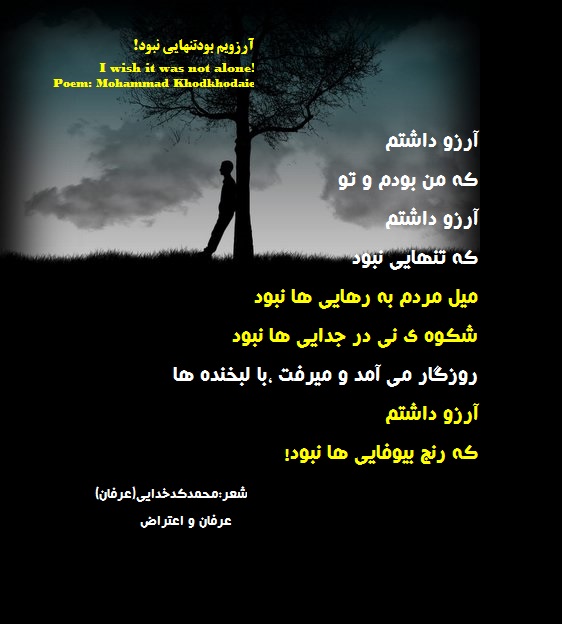 آرزویم بودتنهایی نبود!
I wish it was not alone!
Poem: Mohammad Khodkhodaie
آرزو داشتم
که من بودم و تو
آرزو داشتم
که تنهایی نبود
میل مردم به رهایی ها نبود
شکوه ی نی در جدایی ها نبود
روزگار می آمد و میرفت ،با لبخنده ها
آرزو داشتم
که رنج بیوفایی ها نبود!
شعر:محمدکدخدایی(عرفان)
عرفان و اعتراض